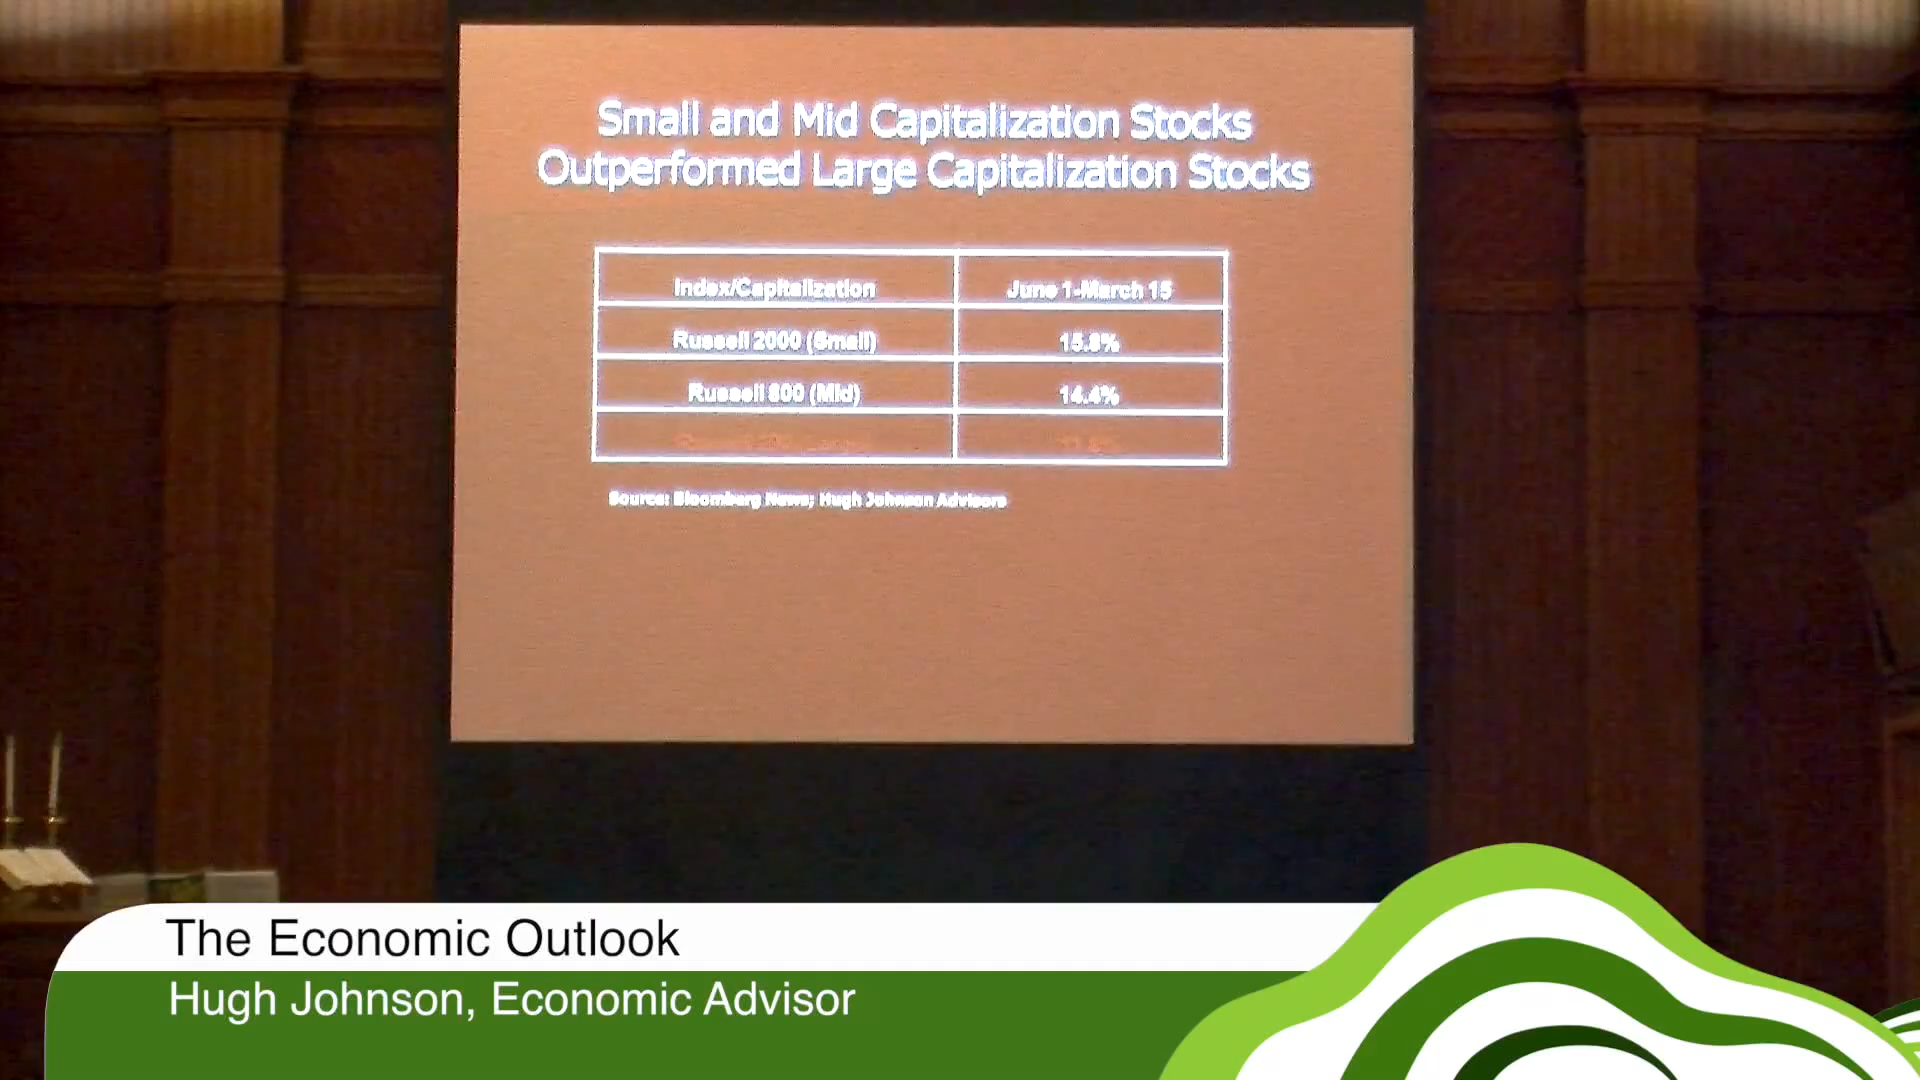 Small and Mid Capitalization Stocks
Outperformed Large Capitalization Stocks
Index/Capitalization June 1-March 15
Russell 2000 (Small) 15.8%
Russell 800 (Mid) 14.4%
Source: Bloomberg News; Hugh Johnson Advisors
The Economic Outlook
Hugh Johnson, Economic Advisor